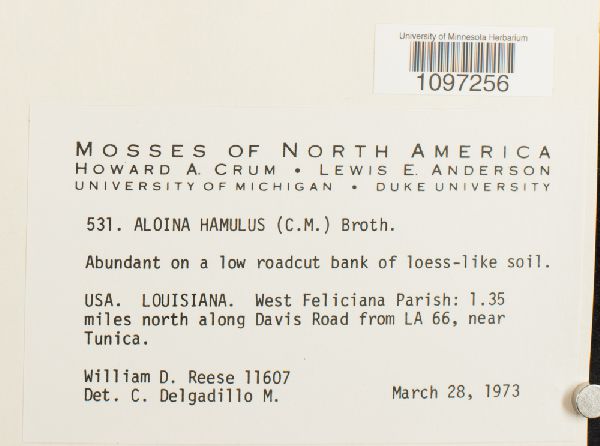 University of Minnesota Herbarium
1097256
MOSSES OF NORTH AMERICA
HOWARD A. CRUM • LEWIS E. ANDERSON
UNIVERSITY OF MICHIGAN • DUKE UNIVERSITY
531. ALOINA HAMULUS (C.M.) Broth.
Abundant on a low roadcut bank of loess-like soil.
USA. LOUISIANA. West Feliciana Parish: 1.35
miles north along Davis Road from LA 66, near
Tunica.
William D. Reese 11607
Det. C. Delgadillo M.
March 28, 1973